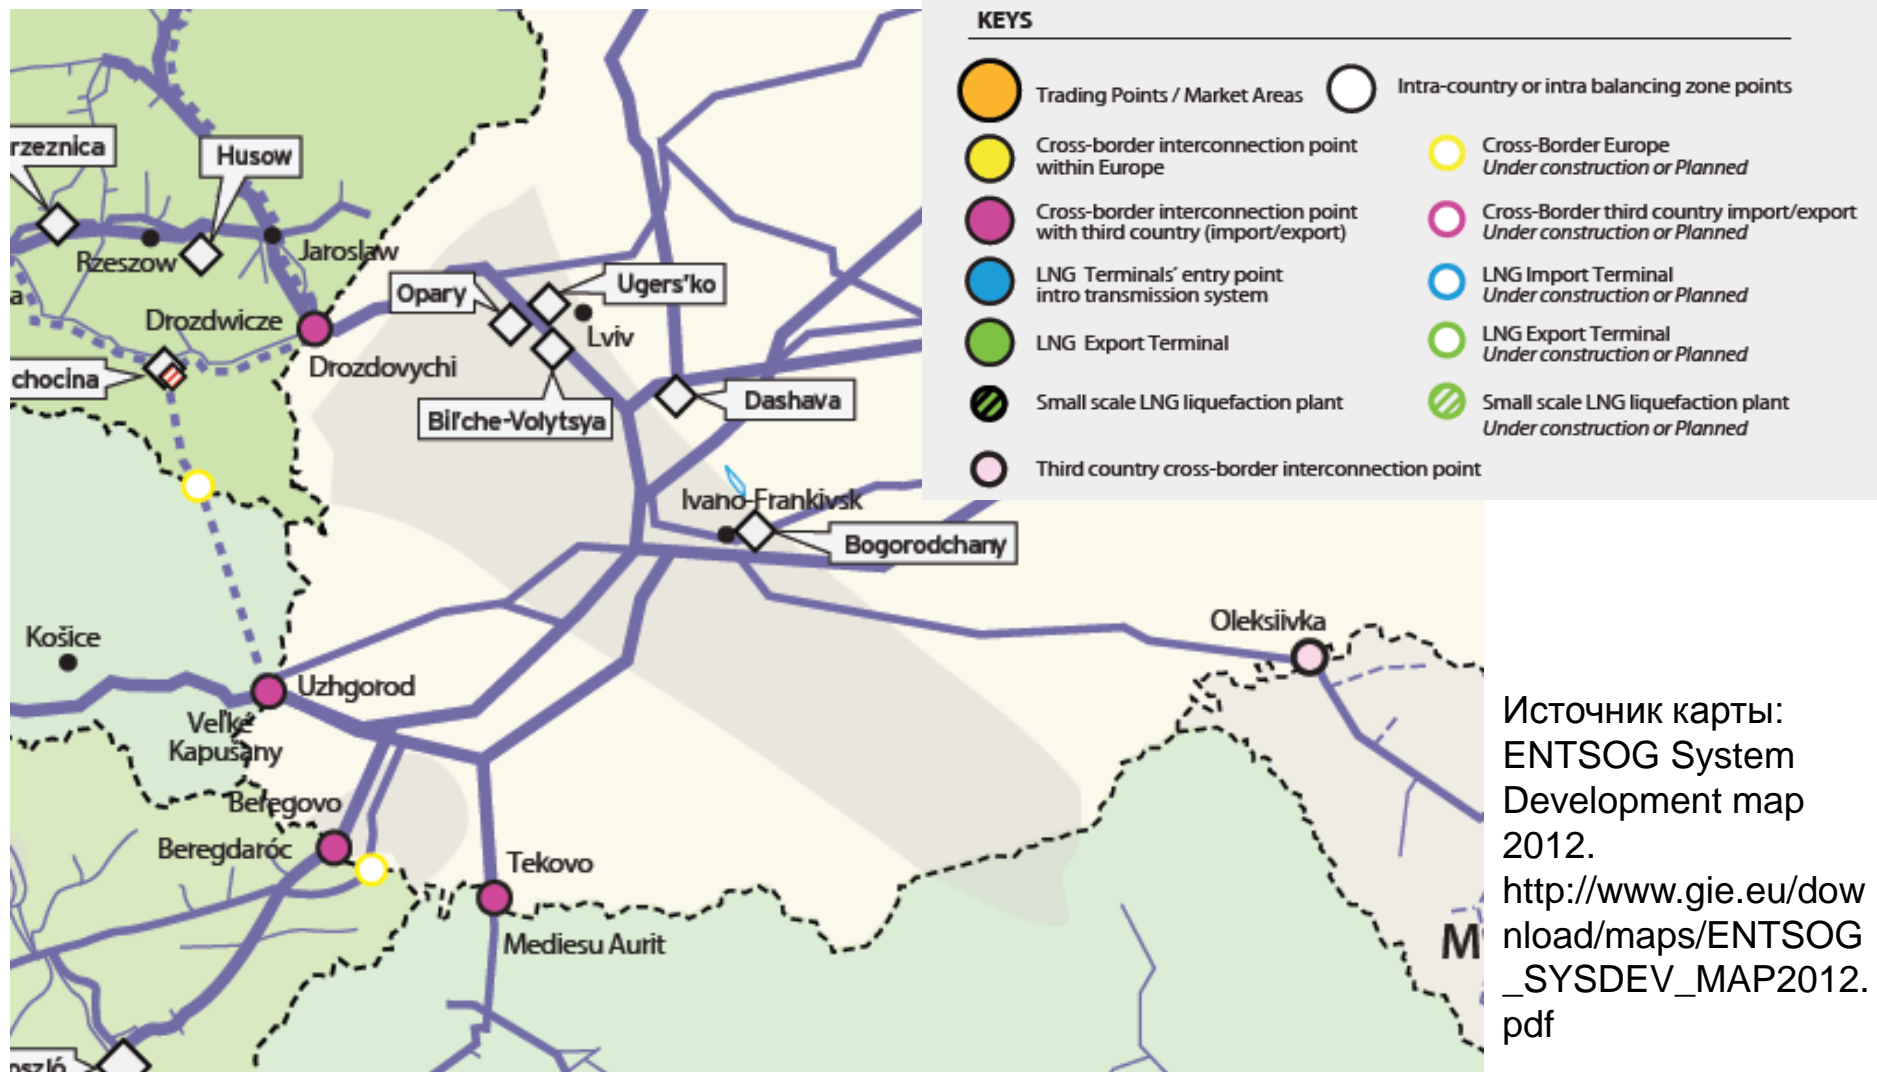 KEYS
Trading Points / Market Areas
Intra-country or intra balancing zone points
Cross-border interconnection point
within Europe
Cross-Border Europe
Under construction or Planned
Cross-border interconnection point
with third country (import/export)
Cross-Border third country import/export
Under construction or Planned
LNG Terminals' entry point
intro transmission system
LNG Import Terminal
Under construction or Planned
LNG Export Terminal
LNG Export Terminal
Under construction or Planned
Small scale LNG liquefaction plant
Small scale LNG liquefaction plant
Under construction or Planned
Third country cross-border interconnection point
rzeznica
Husow
Rzeszow
Jaroslaw
a
Opary
Ugers'ko
Drozdwicze
Lviv
Drozdovychi
chocina
Bil'che-Volytsya
Dashava
Ivano-Frankivsk
Bogorodchany
Oleksiivka
Košice
Uzhgorod
Veľké
Kapušany
Beregovo
Beregdaróc
Tekovo
Mediesu Aurit
M
oszló
Источник карты:
ENTSOG System
Development map
2012.
http://www.gie.eu/dow
nload/maps/ENTSOG
_SYSDEV_MAP2012.
pdf